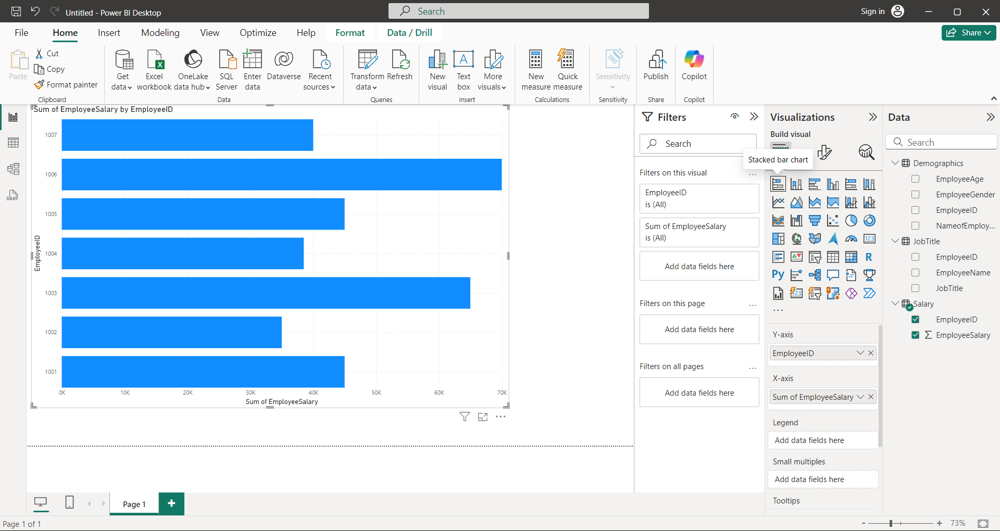 Untitled - Power BI Desktop
Search
Sign in
File
Home
Insert
Modeling
View
Optimize
Help
Format
Data / Drill
Share
Paste
Cut
Copy
Format painter
Clipboard
Get
data
Excel
workbook
OneLake
data hub
SQL
Server
Enter
data
Dataverse
Recent
sources
Data
Transform
data
Refresh
Queries
New
visual
Text
box
More
visuals
Insert
New
measure
Quick
measure
Calculations
Sensitivity
Sensitivity
Publish
Share
Copilot
Copilot
DAX
Sum of EmployeeSalary by EmployeeID
EmployeeID
1007
1006
1005
1004
1003
1002
1001
0K
10K
20K
30K
40K
50K
60K
70K
Sum of EmployeeSalary
Filters
Search
Filters on this visual
...
EmployeeID
is (All)
Sum of EmployeeSalary
is (All)
Add data fields here
Filters on this page
...
Add data fields here
Filters on all pages
...
Add data fields here
Visualizations
Build visual
Stacked bar chart
123
R
Py
123
...
Y-axis
EmployeeID
X-axis
Sum of EmployeeSalary
Legend
Add data fields here
Small multiples
Add data fields here
Tooltips
Data
Search
Demographics
EmployeeAge
EmployeeGender
EmployeeID
NameofEmploy...
JobTitle
EmployeeID
EmployeeName
JobTitle
Salary
EmployeeID
∑ EmployeeSalary
Page 1
+
Page 1 of 1
- + 73%